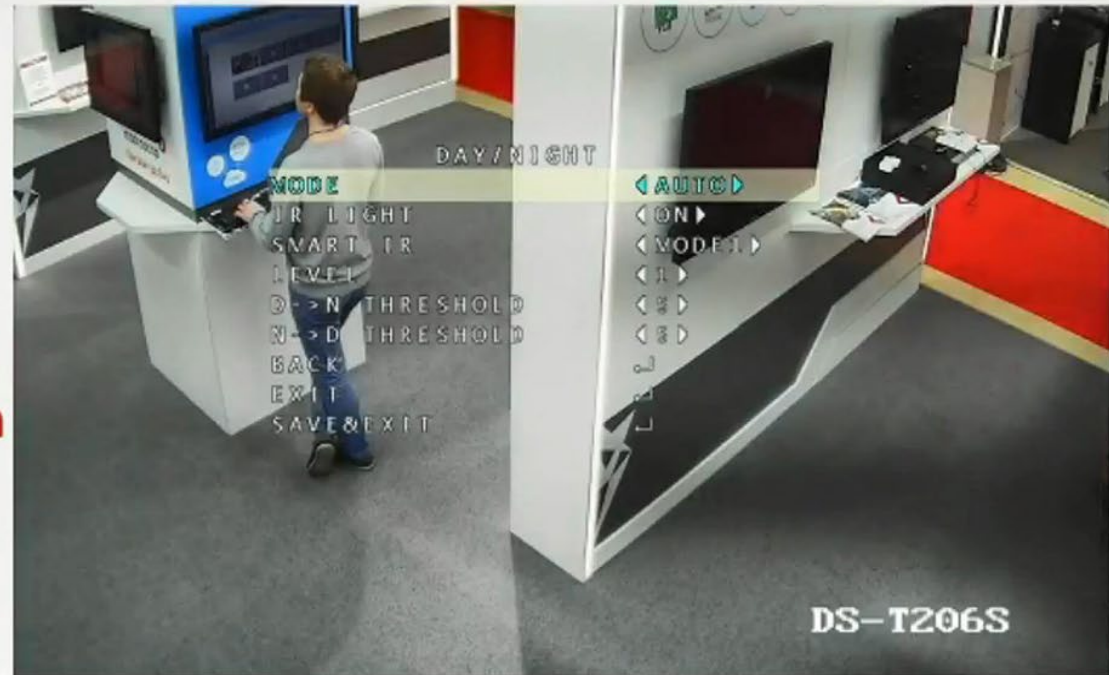 DAY/NIGHT
MODE AUTO
IR LIGHT ON
SMART IR MODE1
LEVEL 1
D->N THRESHOLD 5
N->D THRESHOLD 5
BACK
EXIT
SAVE&EXIT
DS-T206S